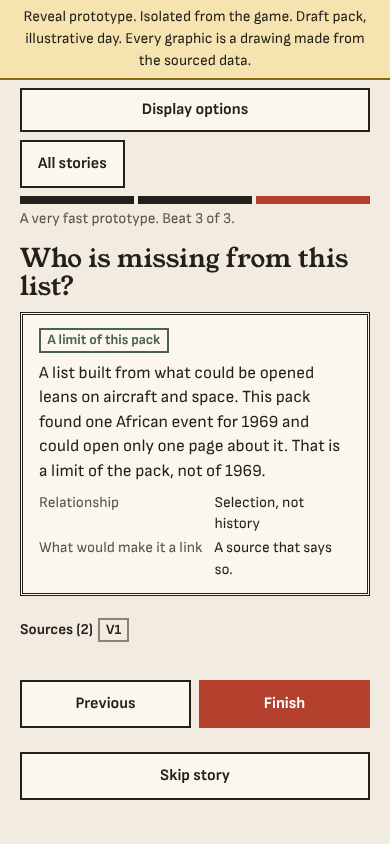 Reveal prototype. Isolated from the game. Draft pack,
illustrative day. Every graphic is a drawing made from
the sourced data.
Display options
All stories
A very fast prototype. Beat 3 of 3.
Who is missing from this
list?
A limit of this pack
A list built from what could be opened
leans on aircraft and space. This pack
found one African event for 1969 and
could open only one page about it. That is
a limit of the pack, not of 1969.
Relationship
Selection, not
history
What would make it a link
A source that says
so.
Sources (2) V1
Previous
Finish
Skip story